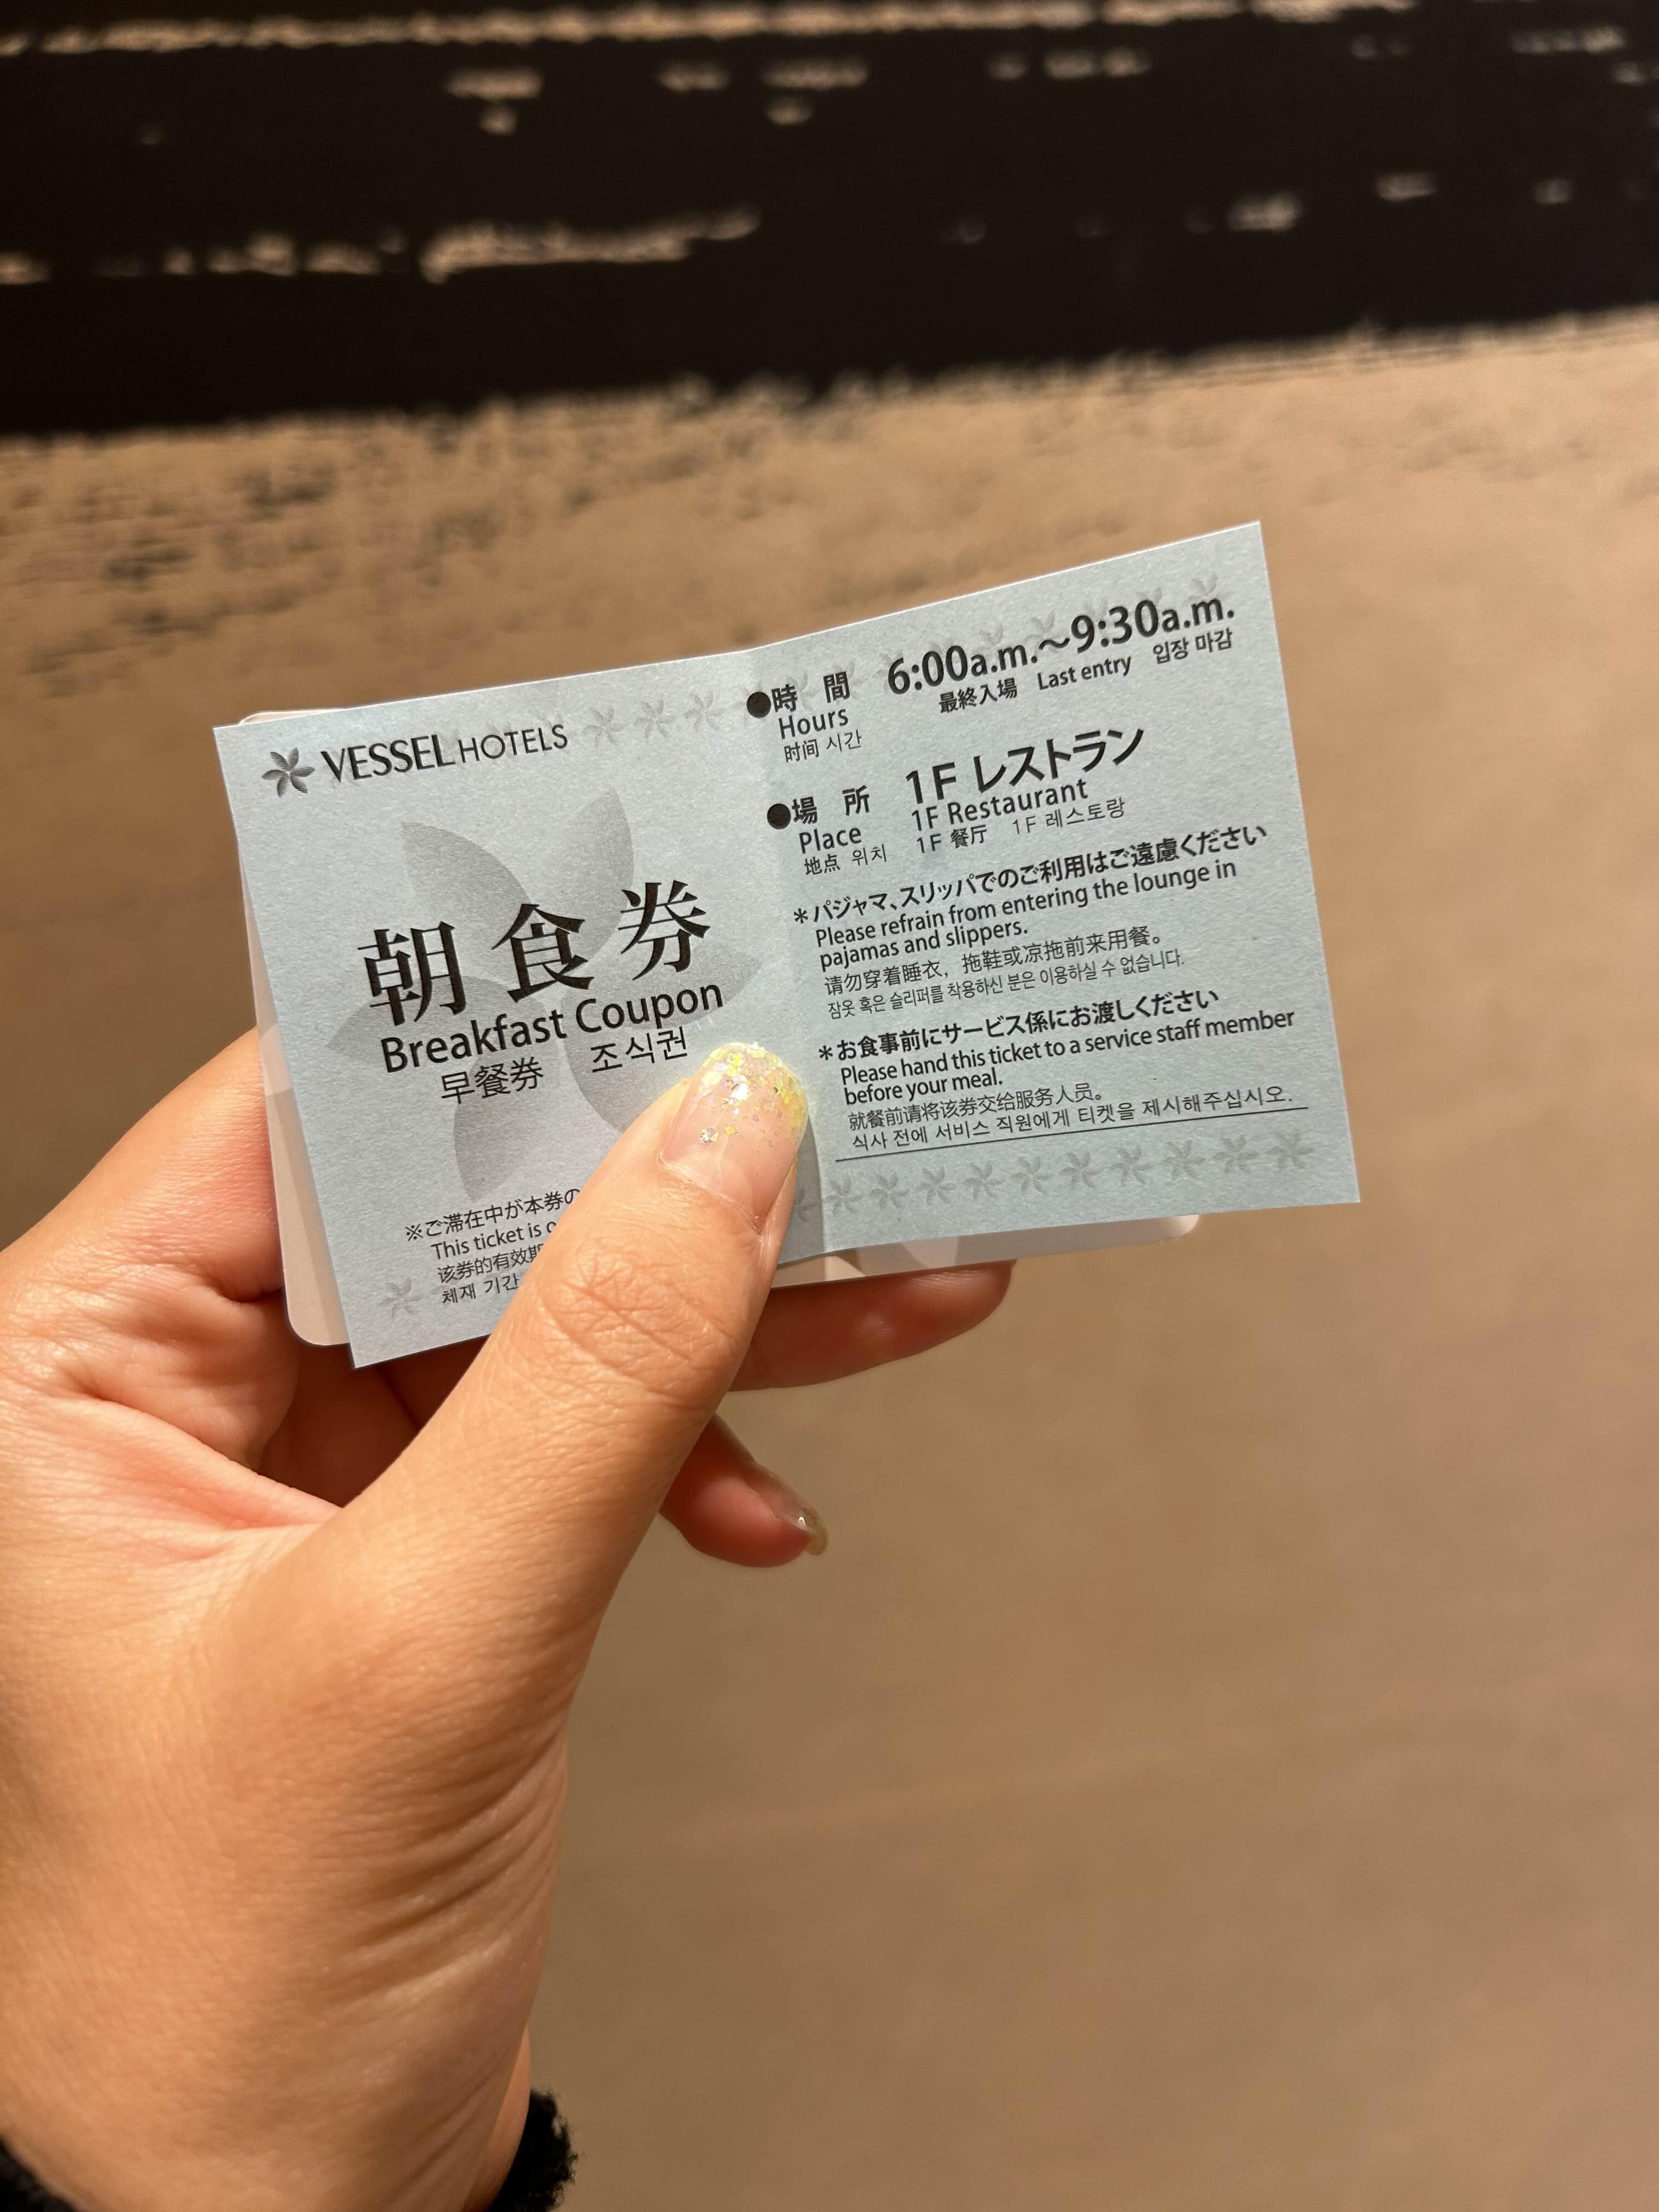 VESSEL HOTELS
朝食券
Breakfast Coupon
早餐券 조식권
※ご滞在中が本券の
This ticket is
该券的有效期
체재 기간
●時間 6:00a.m.～9:30a.m.
Hours 最終入場 Last entry 입장 마감
时间 시간
●場所 1F レストラン
Place 1F Restaurant
地点 위치 1F 餐厅 1F 레스토랑
＊パジャマ、スリッパでのご利用はご遠慮ください
Please refrain from entering the lounge in
pajamas and slippers.
请勿穿着睡衣，拖鞋或凉拖前来用餐。
잠옷 혹은 슬리퍼를 착용하신 분은 이용하실 수 없습니다.
＊お食事前にサービス係にお渡しください
Please hand this ticket to a service staff member
before your meal.
就餐前请将该券交给服务人员。
식사 전에 서비스 직원에게 티켓을 제시해주십시오.